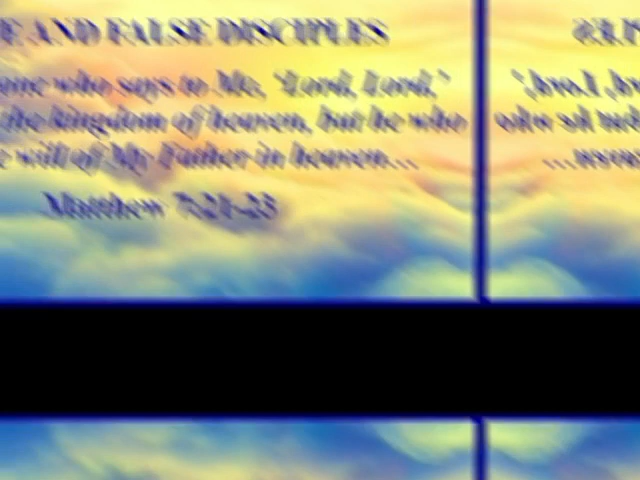 E AND FALSE DISCIPLES
one who says to Me, 'Lord, Lord,'
the kingdom of heaven, but he who
e will of My Father in heaven...
Matthew 7:21-23